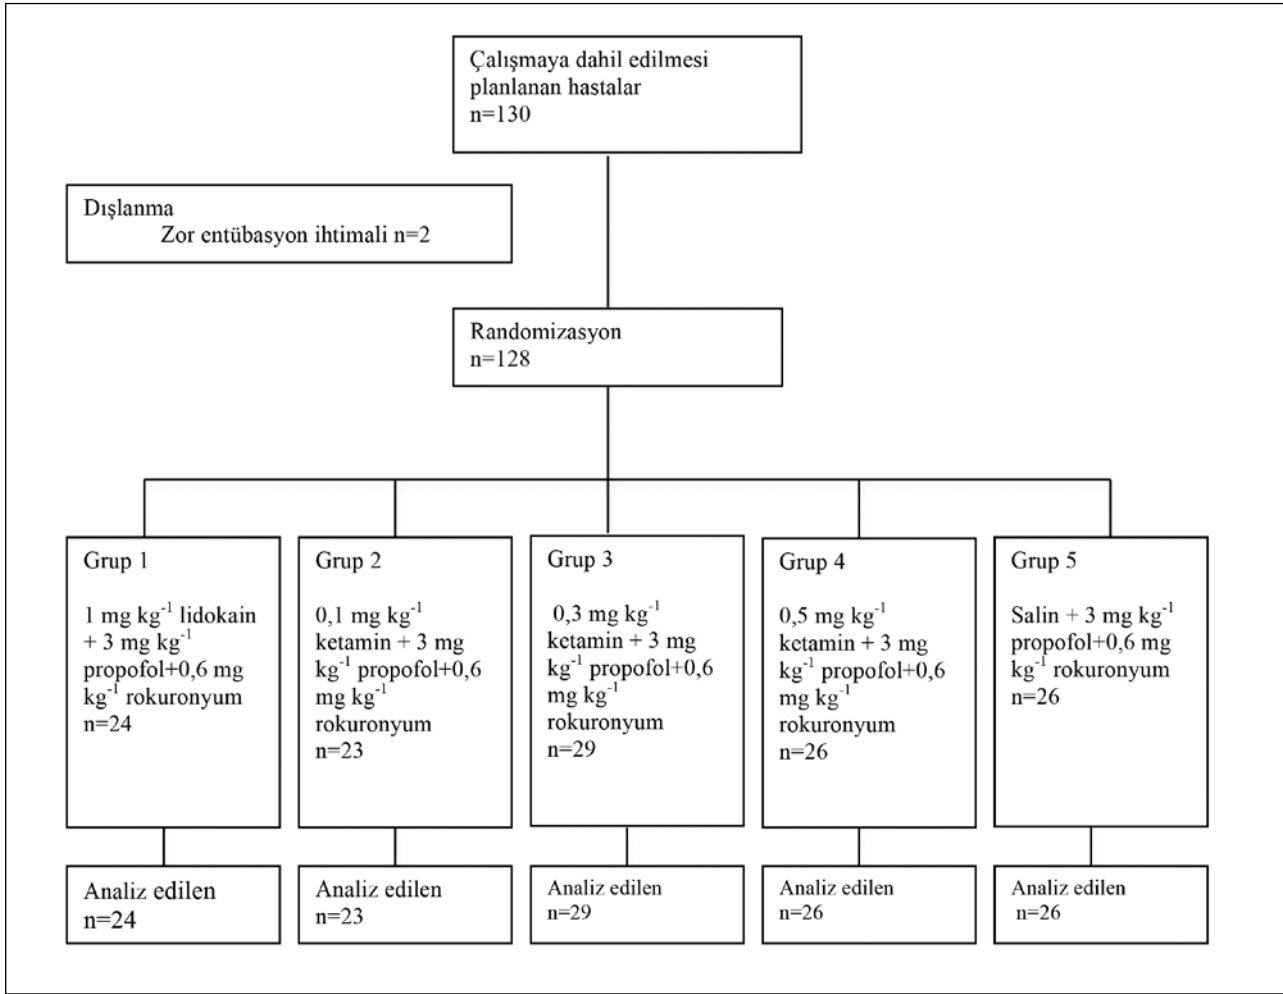 Çalışmaya dahil edilmesi
planlanan hastalar
n=130
Dışlanma
Zor entübasyon ihtimali n=2
Randomizasyon
n=128
Grup 1
1 mg kg⁻¹ lidokain
+ 3 mg kg⁻¹
propofol+0,6 mg
kg⁻¹ rokuronyum
n=24
Grup 2
0,1 mg kg⁻¹
ketamin + 3 mg
kg⁻¹ propofol+0,6
mg kg⁻¹
rokuronyum
n=23
Grup 3
0,3 mg kg⁻¹
ketamin + 3 mg
kg⁻¹ propofol+0,6
mg kg⁻¹
rokuronyum
n=29
Grup 4
0,5 mg kg⁻¹
ketamin + 3 mg
kg⁻¹ propofol+0,6
mg kg⁻¹
rokuronyum
n=26
Grup 5
Salin + 3 mg kg⁻¹
propofol+0,6 mg
kg⁻¹ rokuronyum
n=26
Analiz edilen
n=24
Analiz edilen
n=23
Analiz edilen
n=29
Analiz edilen
n=26
Analiz edilen
n=26